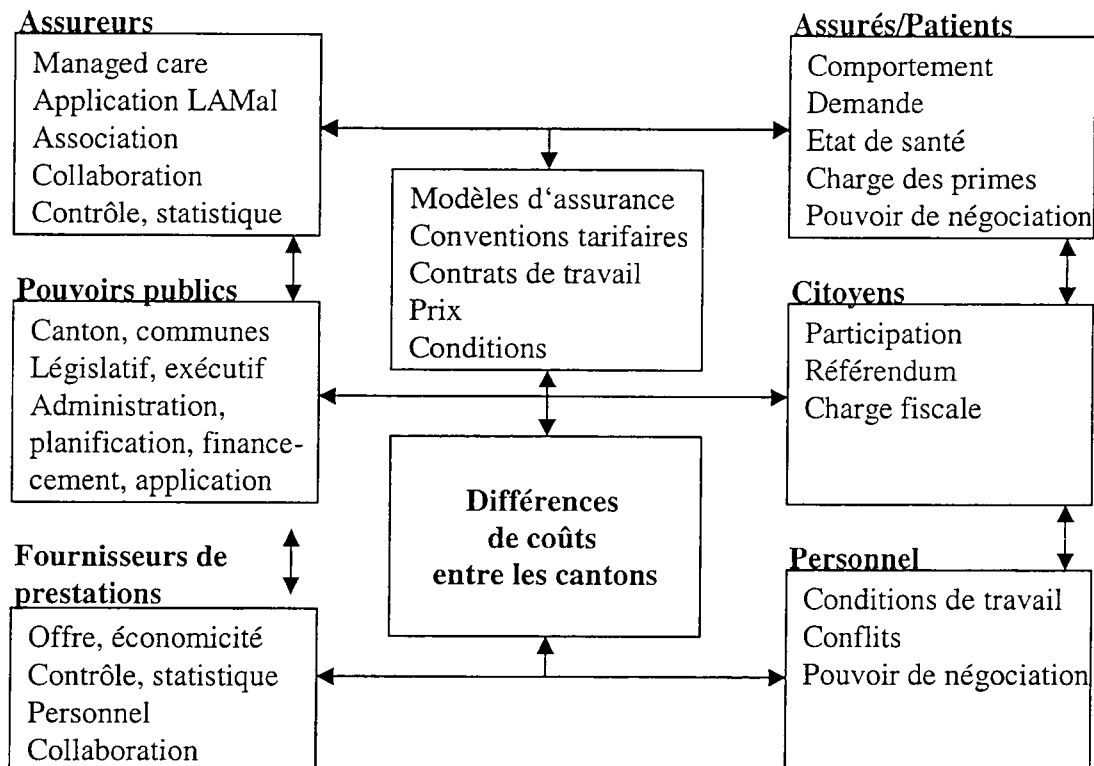 Assureurs
Managed care
Application LAMal
Association
Collaboration
Contrôle, statistique
Assurés/Patients
Comportement
Demande
Etat de santé
Charge des primes
Pouvoir de négociation
Modèles d‘assurance
Conventions tarifaires
Contrats de travail
Prix
Conditions
Pouvoirs publics
Canton, communes
Législatif, exécutif
Administration,
planification, finance-
cement, application
Citoyens
Participation
Référendum
Charge fiscale
Différences
de coûts
entre les cantons
Fournisseurs de
prestations
Offre, économicité
Contrôle, statistique
Personnel
Collaboration
Personnel
Conditions de travail
Conflits
Pouvoir de négociation